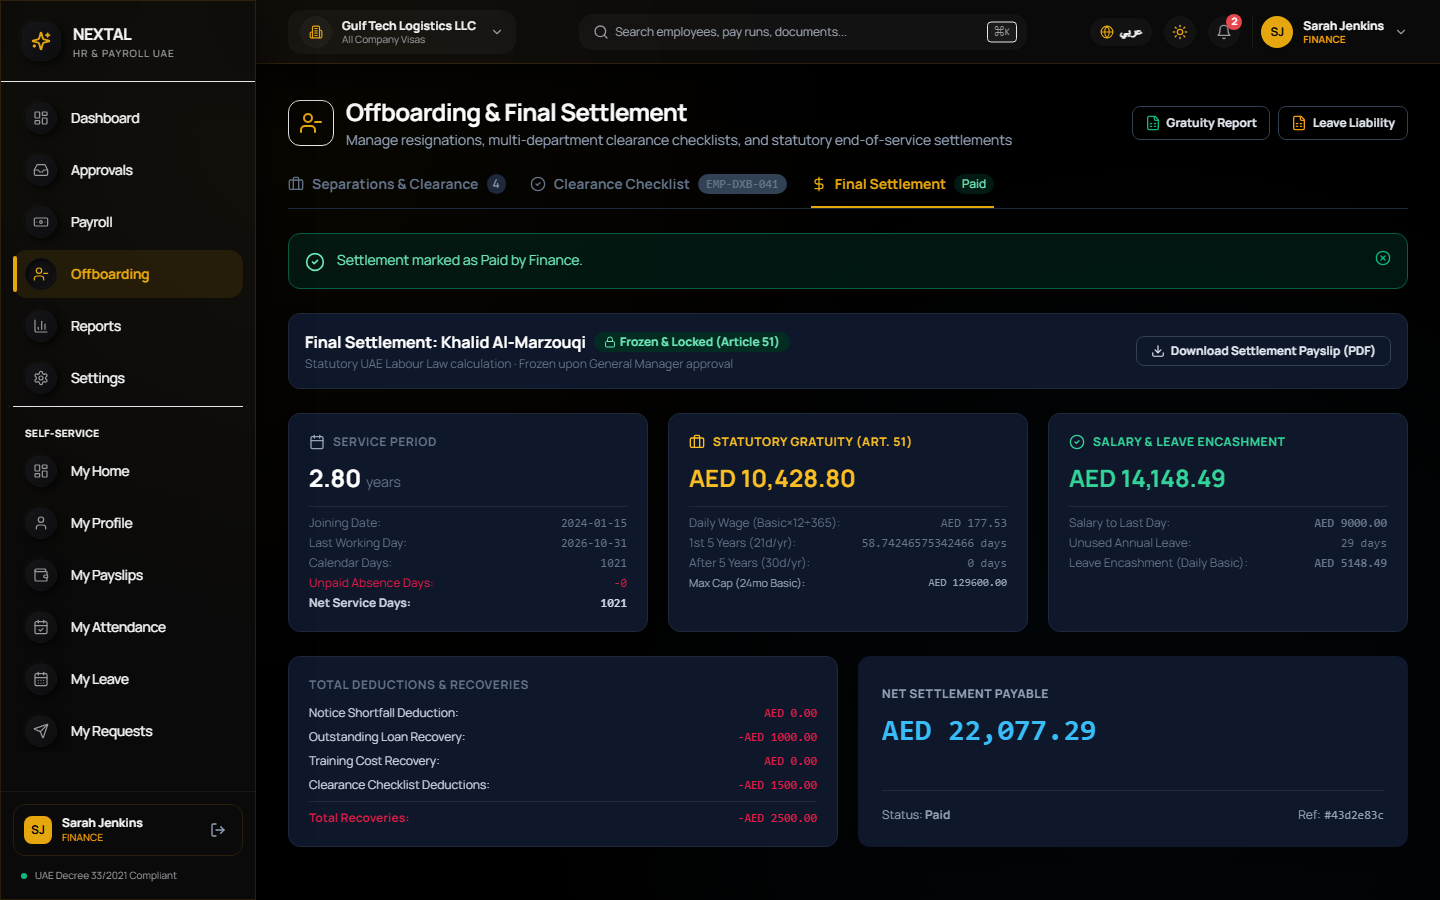 NEXTAL
HR & PAYROLL UAE
Dashboard
Approvals
Payroll
Offboarding
Reports
Settings
SELF-SERVICE
My Home
My Profile
My Payslips
My Attendance
My Leave
My Requests
SJ
Sarah Jenkins
FINANCE
UAE Decree 33/2021 Compliant
Gulf Tech Logistics LLC
All Company Visas
Search employees, pay runs, documents...
⌘K
عربي
2
SJ
Sarah Jenkins
FINANCE
Offboarding & Final Settlement
Manage resignations, multi-department clearance checklists, and statutory end-of-service settlements
Gratuity Report
Leave Liability
Separations & Clearance 4
Clearance Checklist EMP-DXB-041
Final Settlement Paid
Settlement marked as Paid by Finance.
Final Settlement: Khalid Al-Marzouqi Frozen & Locked (Article 51)
Statutory UAE Labour Law calculation · Frozen upon General Manager approval
Download Settlement Payslip (PDF)
SERVICE PERIOD
2.80 years
Joining Date: 2024-01-15
Last Working Day: 2026-10-31
Calendar Days: 1021
Unpaid Absence Days: -0
Net Service Days: 1021
STATUTORY GRATUITY (ART. 51)
AED 10,428.80
Daily Wage (Basic×12÷365): AED 177.53
1st 5 Years (21d/yr): 58.74246575342466 days
After 5 Years (30d/yr): 0 days
Max Cap (24mo Basic): AED 129600.00
SALARY & LEAVE ENCASHMENT
AED 14,148.49
Salary to Last Day: AED 9000.00
Unused Annual Leave: 29 days
Leave Encashment (Daily Basic): AED 5148.49
TOTAL DEDUCTIONS & RECOVERIES
Notice Shortfall Deduction: AED 0.00
Outstanding Loan Recovery: -AED 1000.00
Training Cost Recovery: AED 0.00
Clearance Checklist Deductions: -AED 1500.00
Total Recoveries: -AED 2500.00
NET SETTLEMENT PAYABLE
AED 22,077.29
Status: Paid
Ref: #43d2e83c